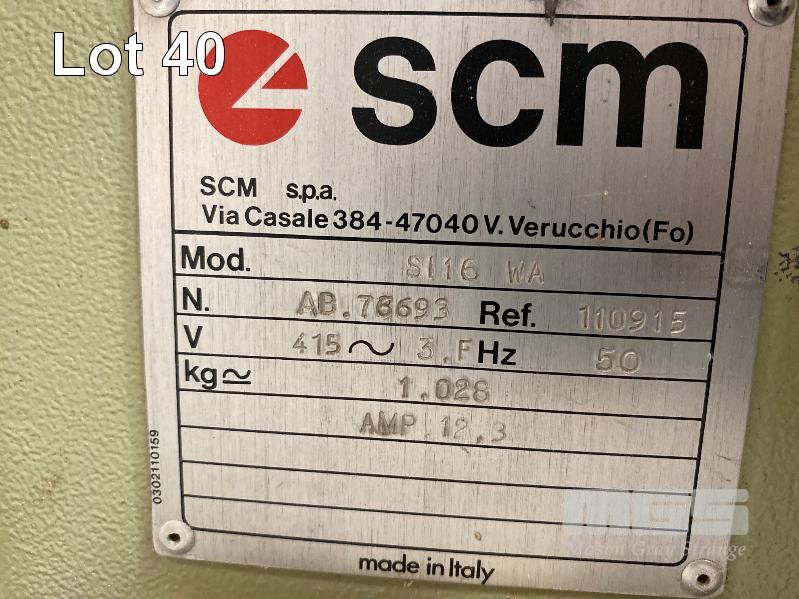 Lot 40
scm
SCM s.p.a.
Via Casale 384-47040 V. Verucchio (Fo)
Mod. SI16 WA
N. AB.76693 Ref. 110915
V 415~ 3.F Hz 50
kg≃ 1.028
AMP.12,3
0302110159
MGS
Mason Gray Strange
made in Italy